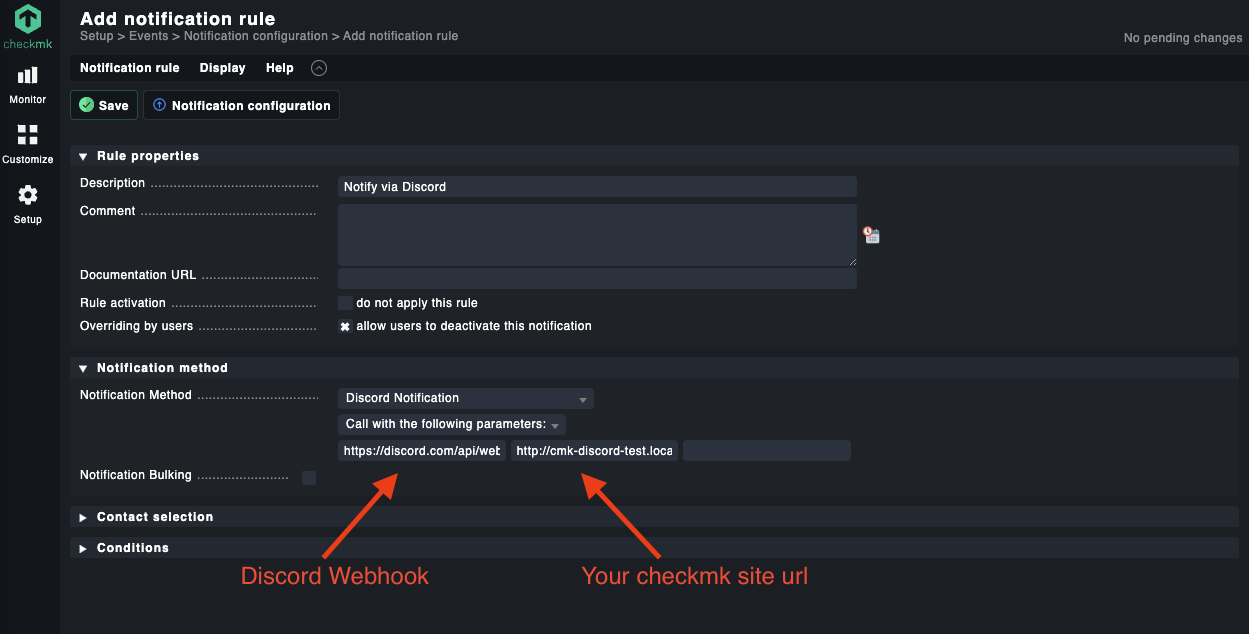 Add notification rule
Setup > Events > Notification configuration > Add notification rule
No pending changes
checkmk
Monitor
Customize
Setup
Notification rule Display Help
Save Notification configuration
Rule properties
Description
Notify via Discord
Comment
Documentation URL
Rule activation
do not apply this rule
Overriding by users
allow users to deactivate this notification
Notification method
Notification Method
Discord Notification
Call with the following parameters:
https://discord.com/api/web http://cmk-discord-test.loca
Notification Bulking
Contact selection
Conditions
Discord Webhook
Your checkmk site url